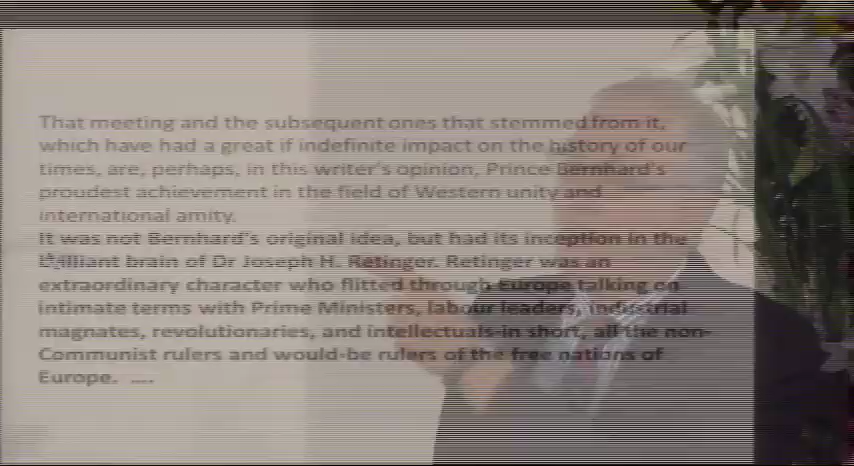 That meeting and the subsequent ones that stemmed from it,
which have had a great if indefinite impact on the history of our
times, are, perhaps, in this writer's opinion, Prince Bernhard's
proudest achievement in the field of Western unity and
international amity.
It was not Bernhard's original idea, but had its inception in the
brilliant brain of Dr Joseph H. Retinger. Retinger was an
extraordinary character who flitted through Europe talking on
intimate terms with Prime Ministers, labour leaders, industrial
magnates, revolutionaries, and intellectuals-in short, all the non-
Communist rulers and would-be rulers of the free nations of
Europe. ....